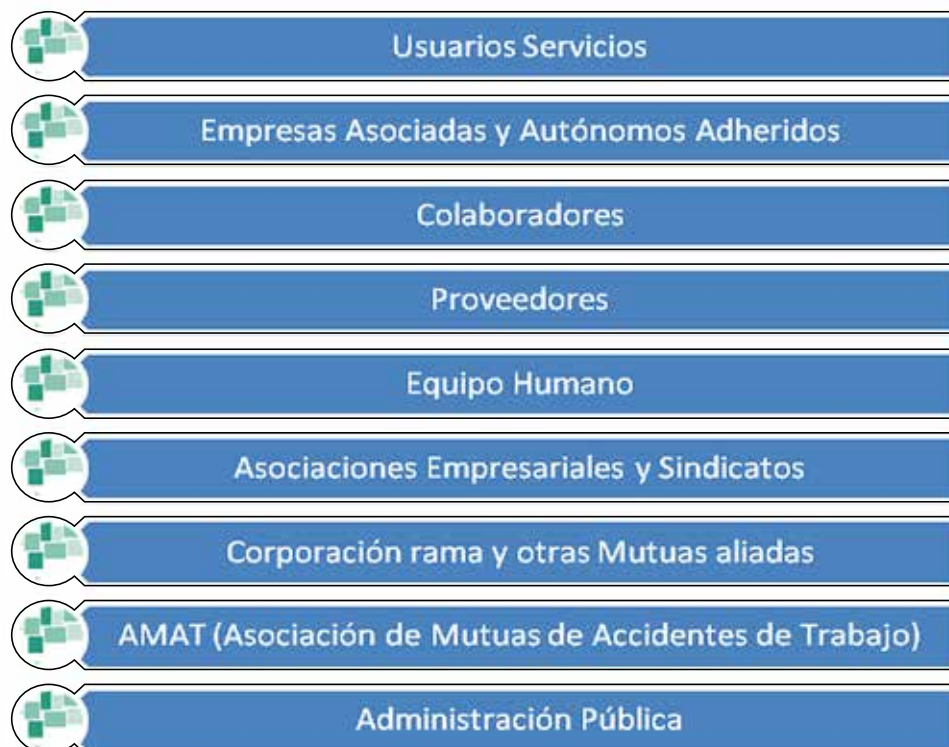 Usuarios Servicios
Empresas Asociadas y Autónomos Adheridos
Colaboradores
Proveedores
Equipo Humano
Asociaciones Empresariales y Sindicatos
Corporación rama y otras Mutuas aliadas
AMAT (Asociación de Mutuas de Accidentes de Trabajo)
Administración Pública